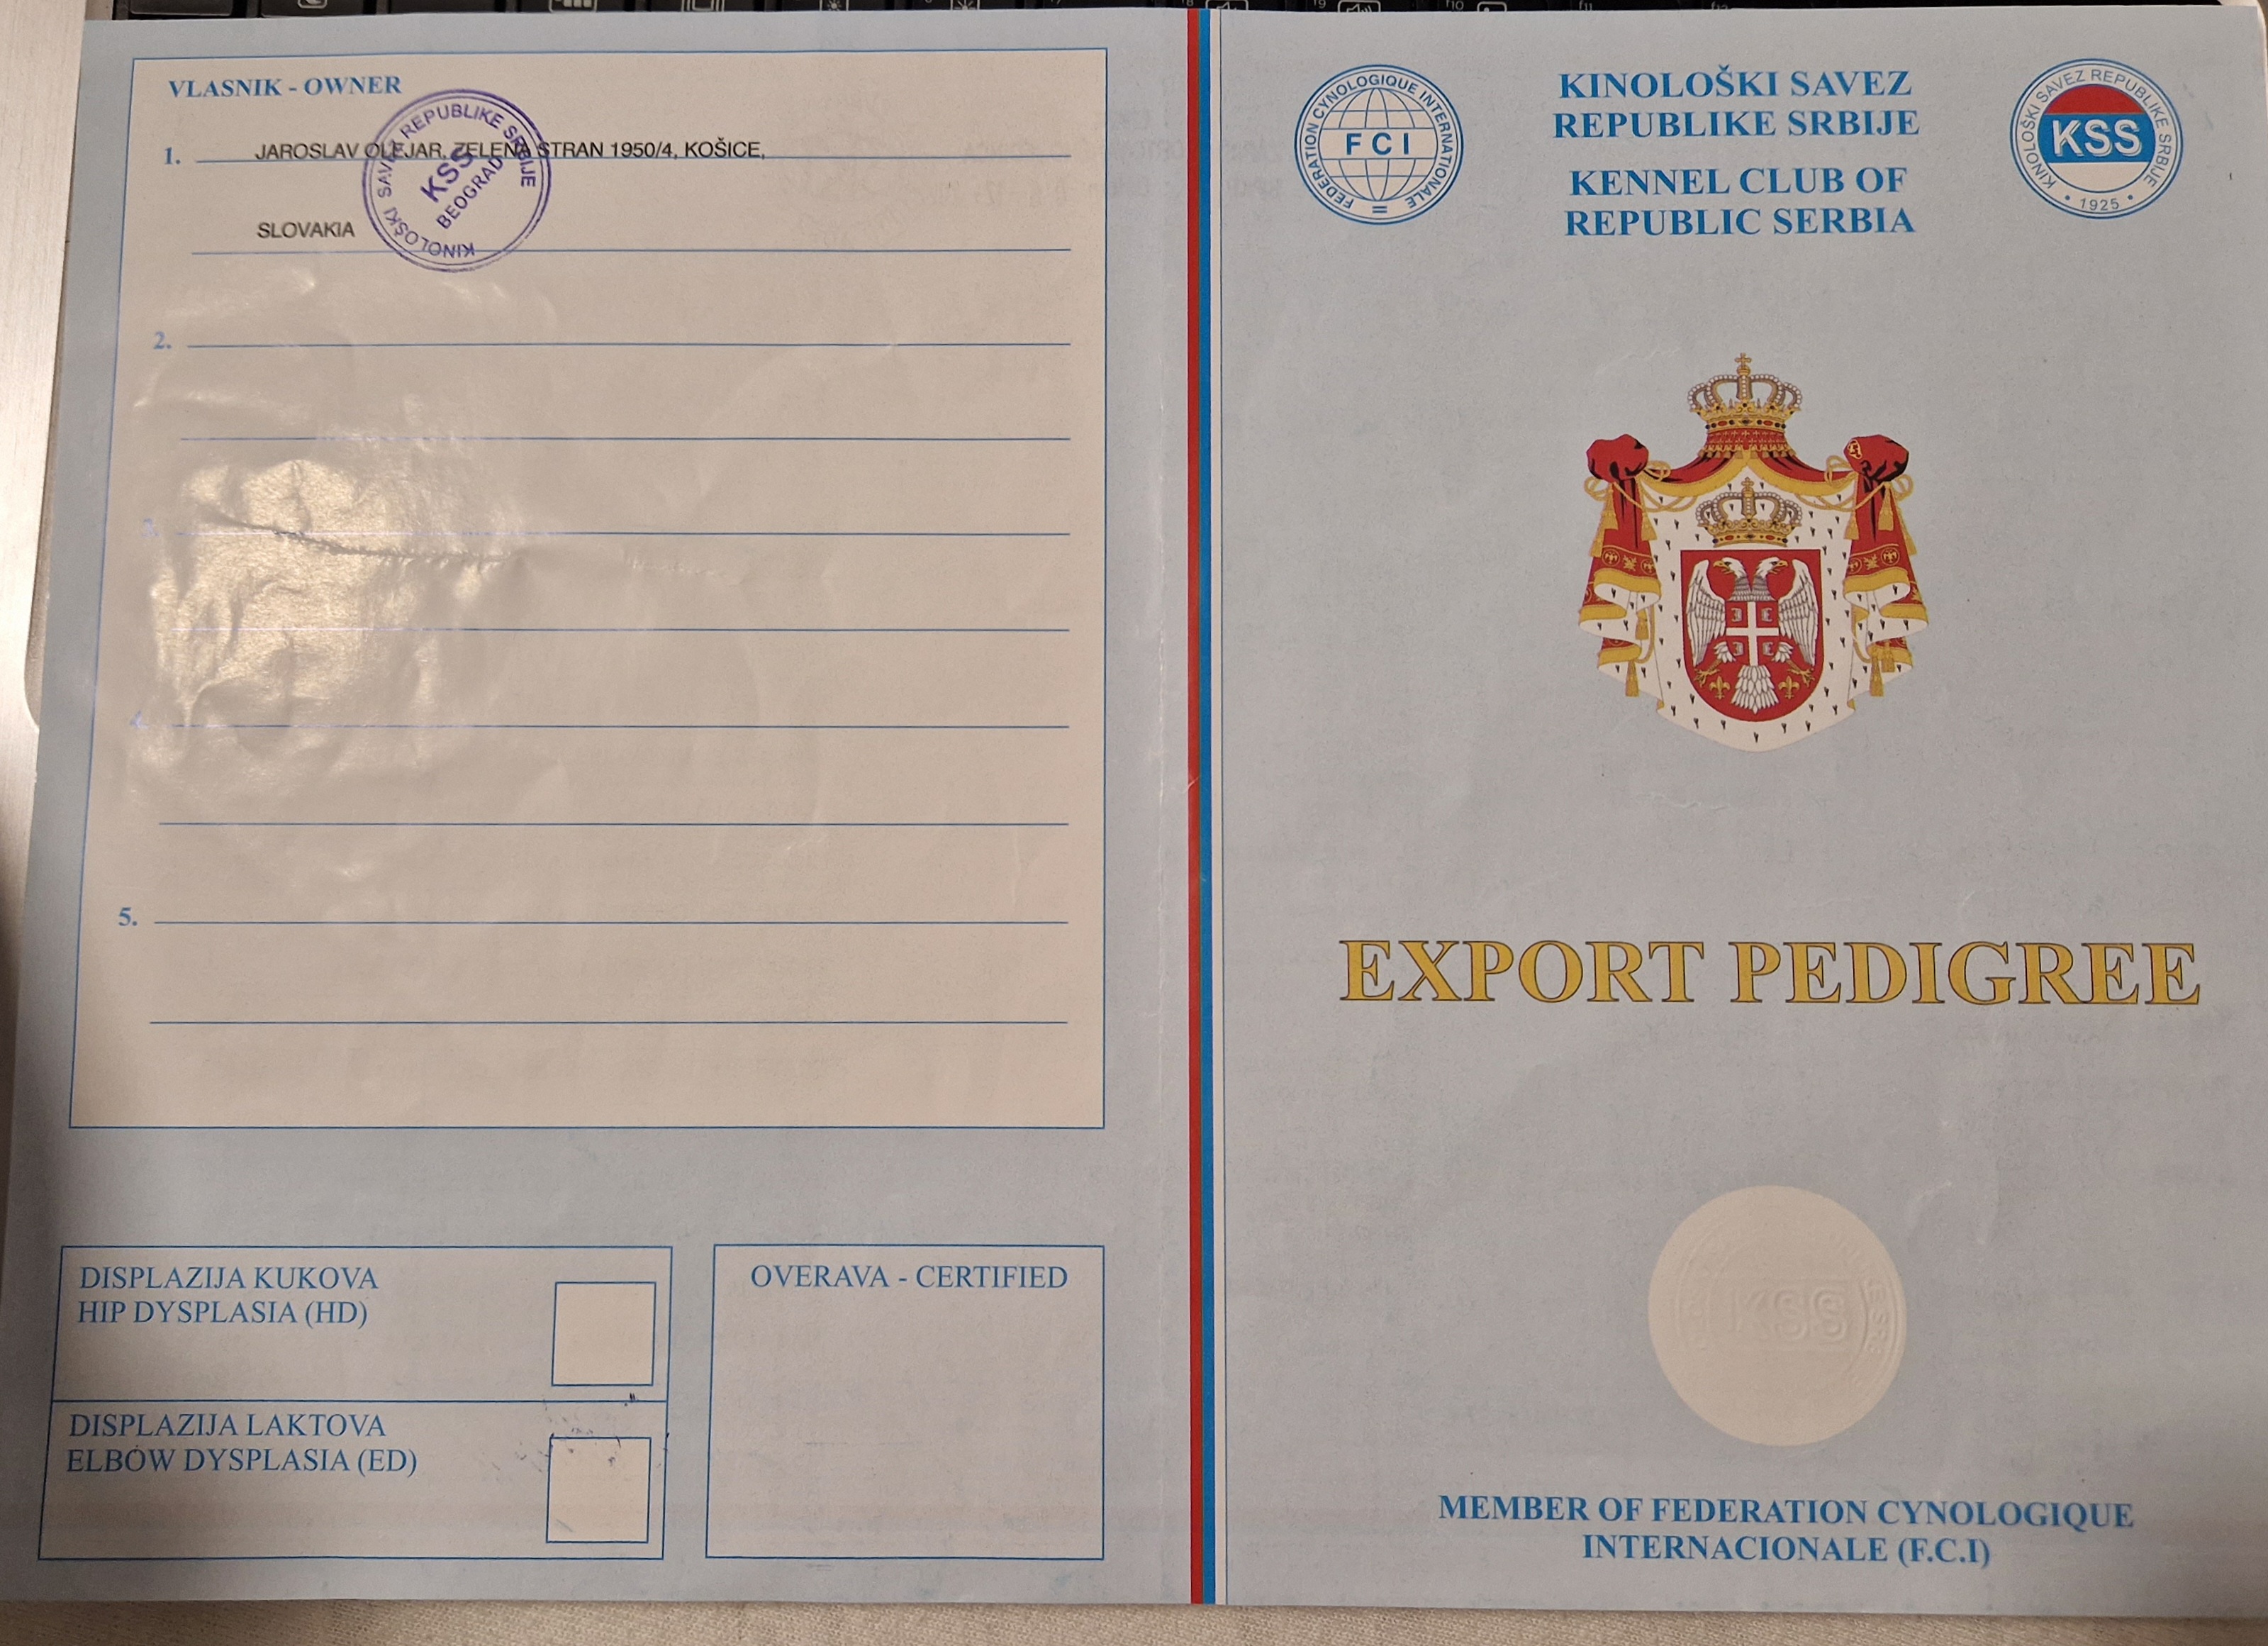 VLASNIK - OWNER
1. JAROSLAV OLEJAR, ZELENA STRAN 1950/4, KOŠICE,
SLOVAKIA
KINOLOŠKI SAVEZ REPUBLIKE SRBIJE
KSS
BEOGRAD
2.
3.
4.
5.
DISPLAZIJA KUKOVA
HIP DYSPLASIA (HD)
DISPLAZIJA LAKTOVA
ELBOW DYSPLASIA (ED)
OVERAVA - CERTIFIED
FEDERATION CYNOLOGIQUE INTERNATIONALE
FCI
KINOLOŠKI SAVEZ
REPUBLIKE SRBIJE
KENNEL CLUB OF
REPUBLIC SERBIA
KINOLOŠKI SAVEZ REPUBLIKE SRBIJE
KSS
• 1925 •
EXPORT PEDIGREE
KSS
MEMBER OF FEDERATION CYNOLOGIQUE
INTERNACIONALE (F.C.I)